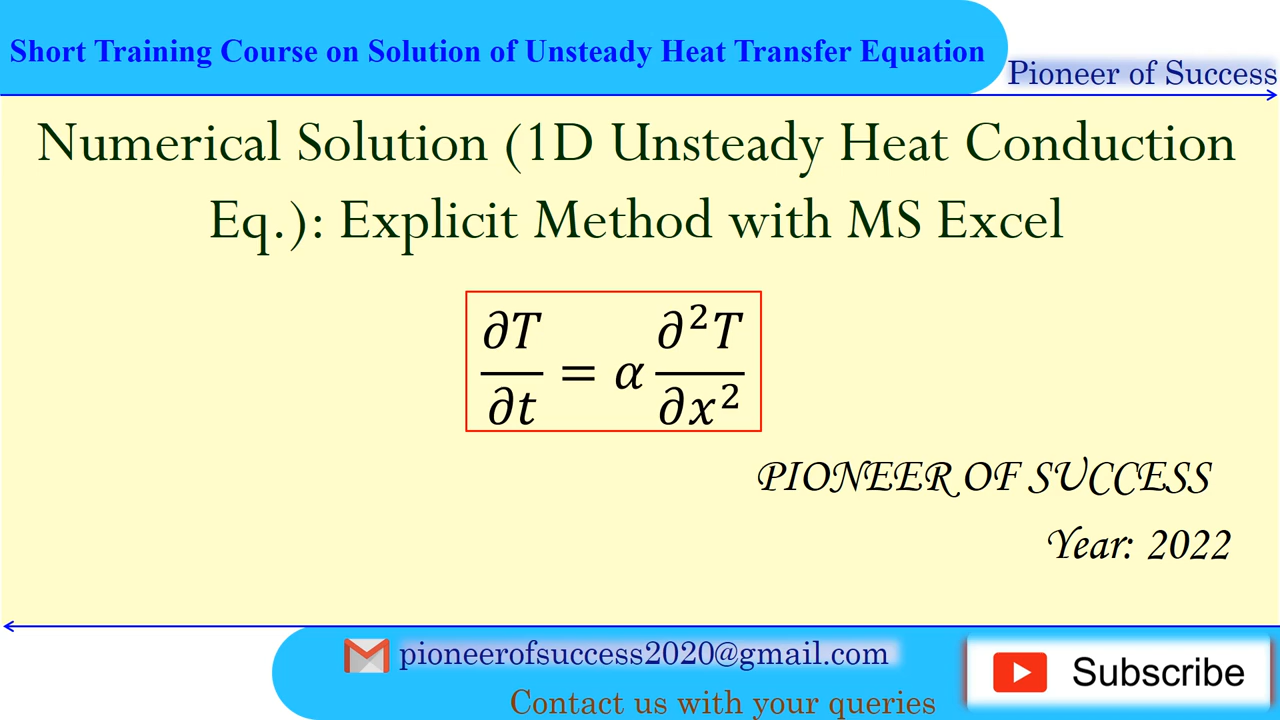 Short Training Course on Solution of Unsteady Heat Transfer Equation
Pioneer of Success
Numerical Solution (1D Unsteady Heat Conduction
Eq.): Explicit Method with MS Excel
∂T/∂t = α ∂²T/∂x²
PIONEER OF SUCCESS
Year: 2022
pioneerofsuccess2020@gmail.com
Subscribe
Contact us with your queries